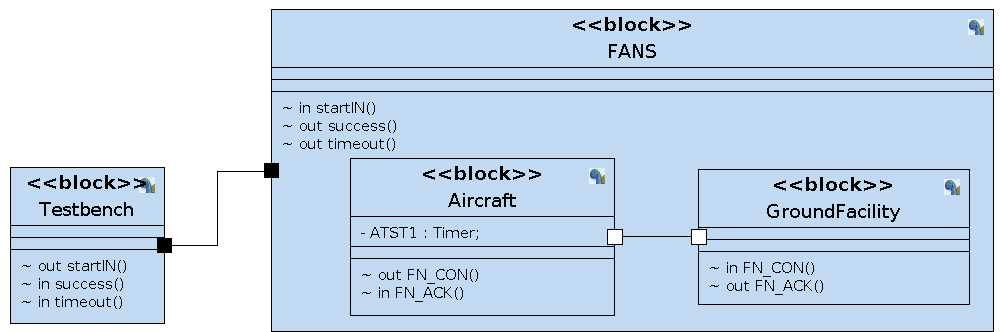 <<block>>
FANS
~ in startIN()
~ out success()
~ out timeout()
<<block>>
Testbench
~ out startIN()
~ in success()
~ in timeout()
<<block>>
Aircraft
- ATST1 : Timer;
~ out FN_CON()
~ in FN_ACK()
<<block>>
GroundFacility
~ in FN_CON()
~ out FN_ACK()